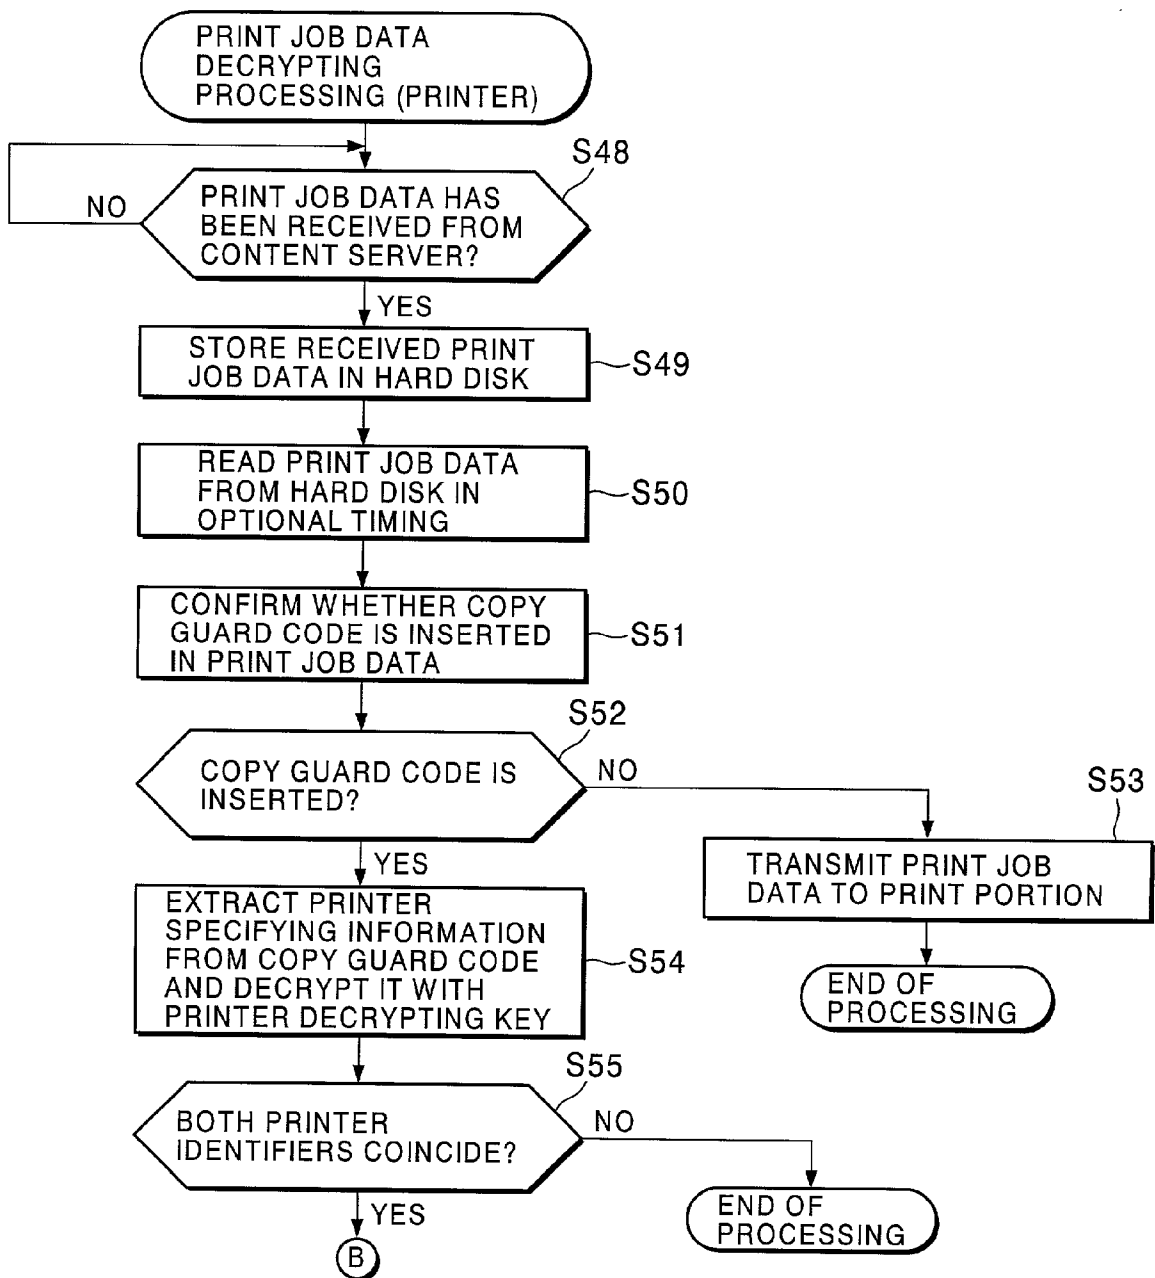 PRINT JOB DATA
DECRYPTING
PROCESSING (PRINTER)
S48
PRINT JOB DATA HAS
BEEN RECEIVED FROM
CONTENT SERVER?
NO
YES
STORE RECEIVED PRINT
JOB DATA IN HARD DISK
S49
READ PRINT JOB DATA
FROM HARD DISK IN
OPTIONAL TIMING
S50
CONFIRM WHETHER COPY
GUARD CODE IS INSERTED
IN PRINT JOB DATA
S51
S52
COPY GUARD CODE IS
INSERTED?
NO
YES
S53
TRANSMIT PRINT JOB
DATA TO PRINT PORTION
END OF
PROCESSING
EXTRACT PRINTER
SPECIFYING INFORMATION
FROM COPY GUARD CODE
AND DECRYPT IT WITH
PRINTER DECRYPTING KEY
S54
S55
BOTH PRINTER
IDENTIFIERS COINCIDE?
NO
YES
END OF
PROCESSING
B